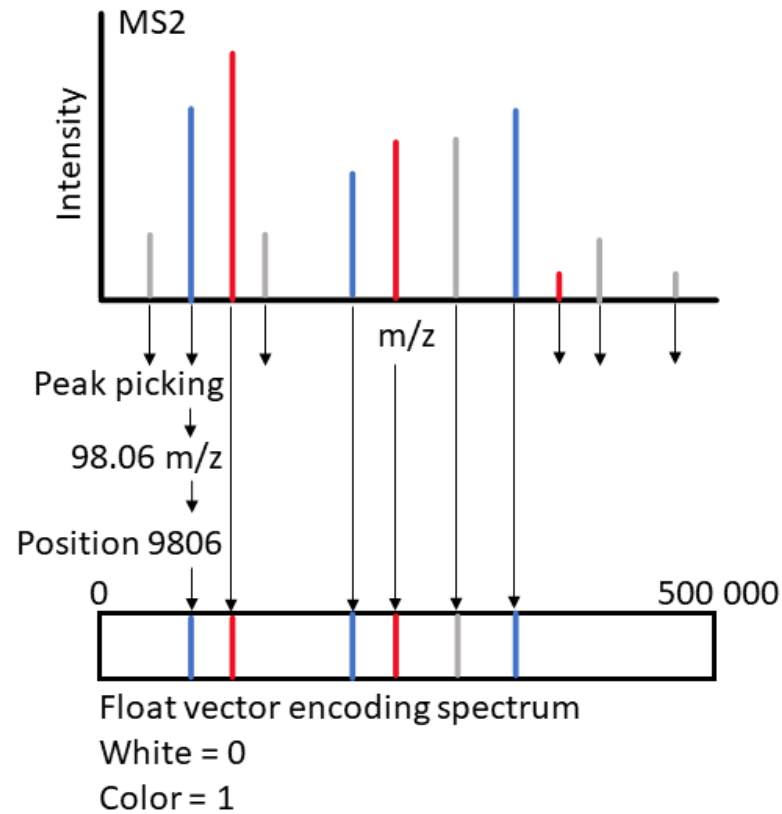 MS2
Intensity
m/z
Peak picking
98.06 m/z
Position 9806
0 500 000
Float vector encoding spectrum
White = 0
Color = 1